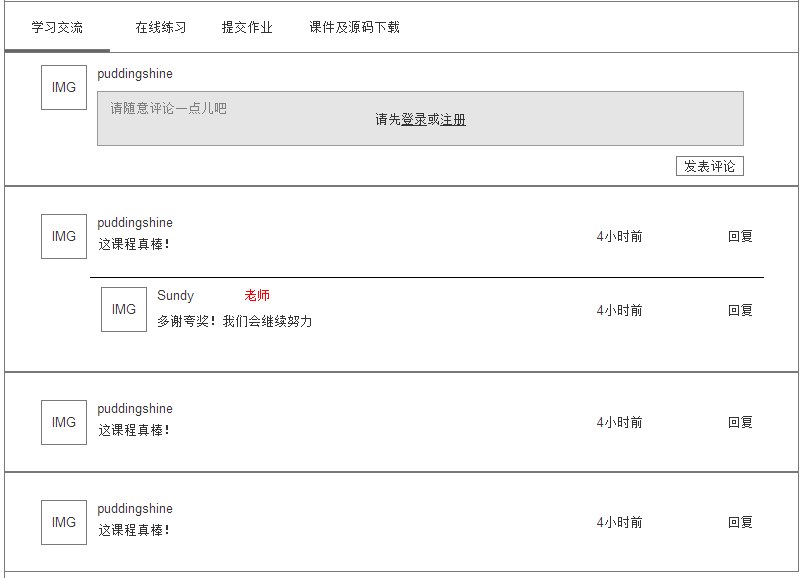 学习交流 在线练习 提交作业 课件及源码下载
IMG puddingshine
请随意评论一点儿吧
请先登录或注册
发表评论
IMG puddingshine
这课程真棒！ 4小时前 回复
IMG Sundy 老师
多谢夸奖！我们会继续努力 4小时前 回复
IMG puddingshine
这课程真棒！ 4小时前 回复
IMG puddingshine
这课程真棒！ 4小时前 回复